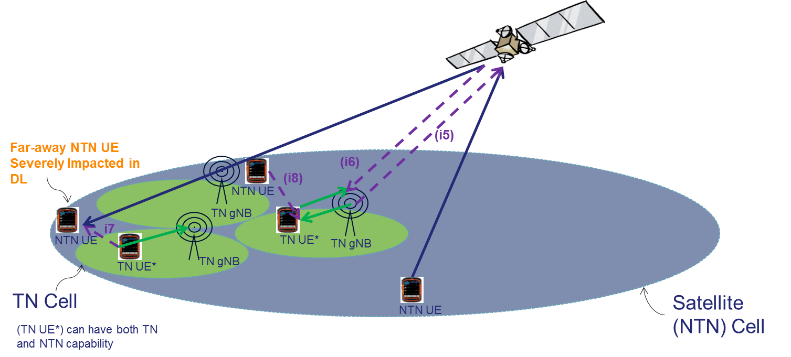 (i5)
Far-away NTN UE
Severely Impacted in
DL
(i6)
(i8)
NTN UE
TN gNB
i7
NTN UE
TN UE*
TN gNB
TN gNB
TN UE*
TN Cell
NTN UE
Satellite
(NTN) Cell
(TN UE*) can have both TN
and NTN capability